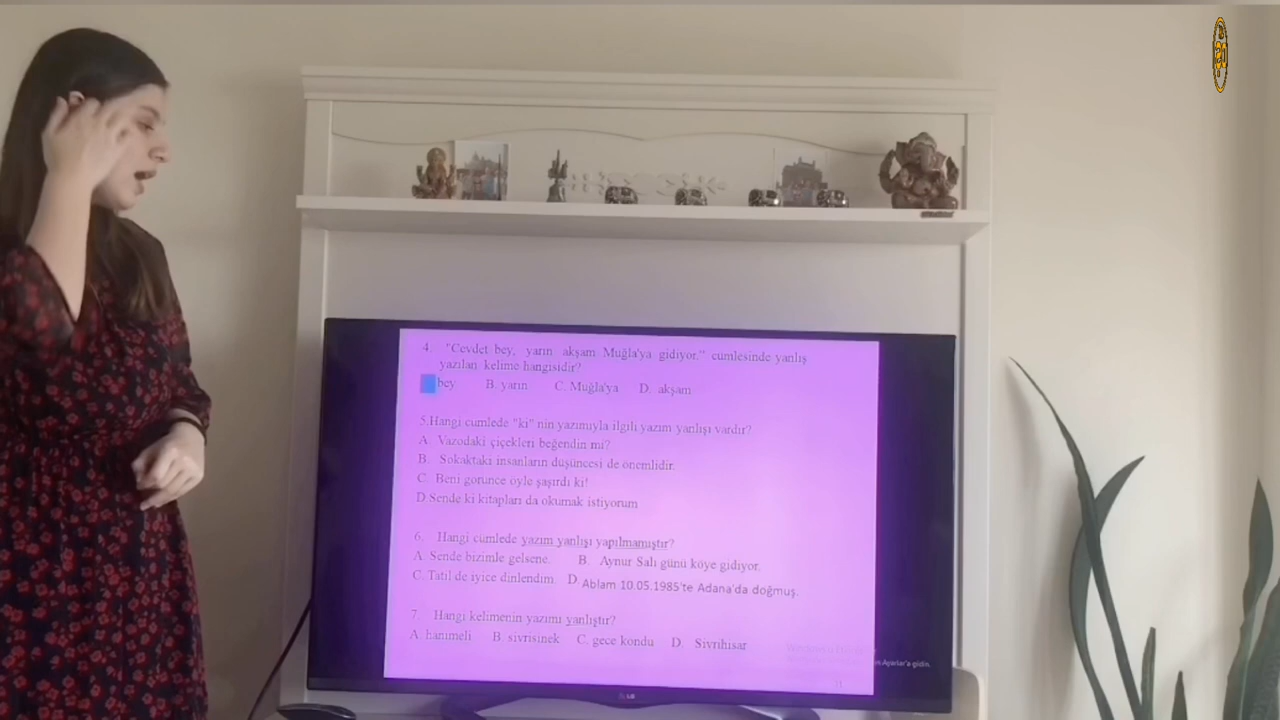 4. "Cevdet bey, yarın akşam Muğla'ya gidiyor." cümlesinde yanlış
yazılan kelime hangisidir?
bey B. yarın C. Muğla'ya D. akşam
5.Hangi cümlede "ki" nin yazımıyla ilgili yazım yanlışı vardır?
A. Vazodaki çiçekleri beğendin mi?
B. Sokaktaki insanların düşüncesi de önemlidir.
C. Beni görünce öyle şaşırdı ki!
D.Sende ki kitapları da okumak istiyorum
6. Hangi cümlede yazım yanlışı yapılmamıştır?
A. Sende bizimle gelsene. B. Aynur Salı günü köye gidiyor.
C. Tatil de iyice dinlendim. D. Ablam 10.05.1985'te Adana'da doğmuş.
7. Hangi kelimenin yazımı yanlıştır?
A. hanımeli B. sivrisinek C. gece kondu D. Sivrihisar
Ayarlar'a gidin.
LG